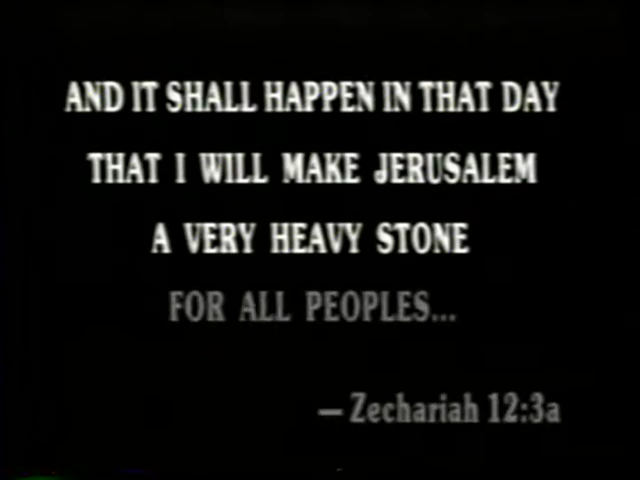 AND IT SHALL HAPPEN IN THAT DAY
THAT I WILL MAKE JERUSALEM
A VERY HEAVY STONE
FOR ALL PEOPLES...
— Zechariah 12:3a